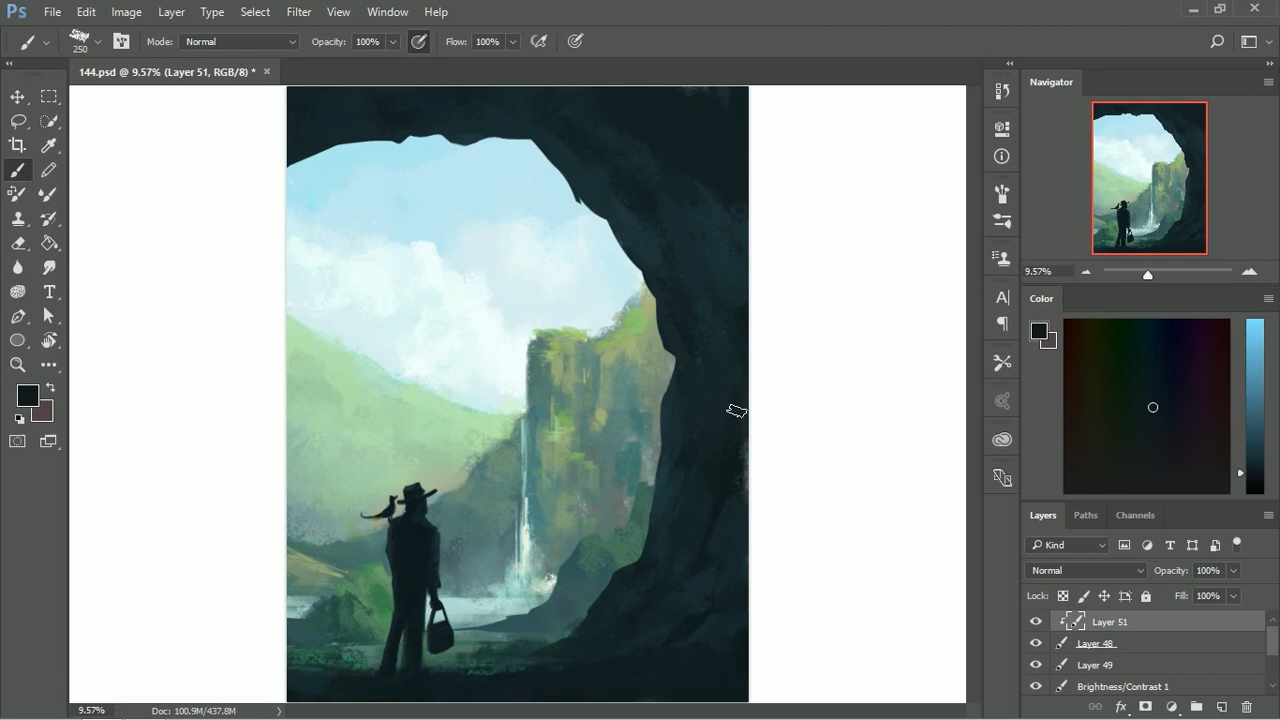 Ps File Edit Image Layer Type Select Filter View Window Help
250 Mode: Normal Opacity: 100% Flow: 100%
144.psd @ 9.57% (Layer 51, RGB/8) * ×
Navigator
9.57%
Color
Layers Paths Channels
Kind T
Normal Opacity: 100%
Lock: Fill: 100%
Layer 51
Layer 48
Layer 49
Brightness/Contrast 1
fx
9.57% Doc: 100.9M/437.8M